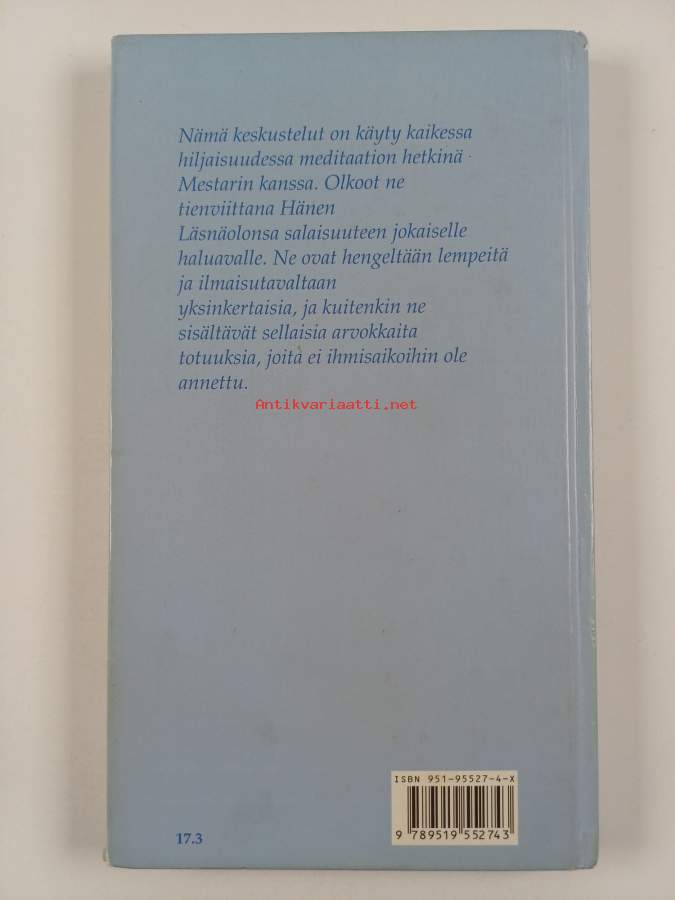 Nämä keskustelut on käyty kaikessa
hiljaisuudessa meditaation hetkinä
Mestarin kanssa. Olkoot ne
tienviittana Hänen
Läsnäolonsa salaisuuteen jokaiselle
haluavalle. Ne ovat hengeltään lempeitä
ja ilmaisutavaltaan
yksinkertaisia, ja kuitenkin ne
sisältävät sellaisia arvokkaita
totuuksia, joita ei ihmisaikoihin ole
annettu.
Antikvariaatti.net
ISBN 951-95527-4-X
9 789519 552743
17.3